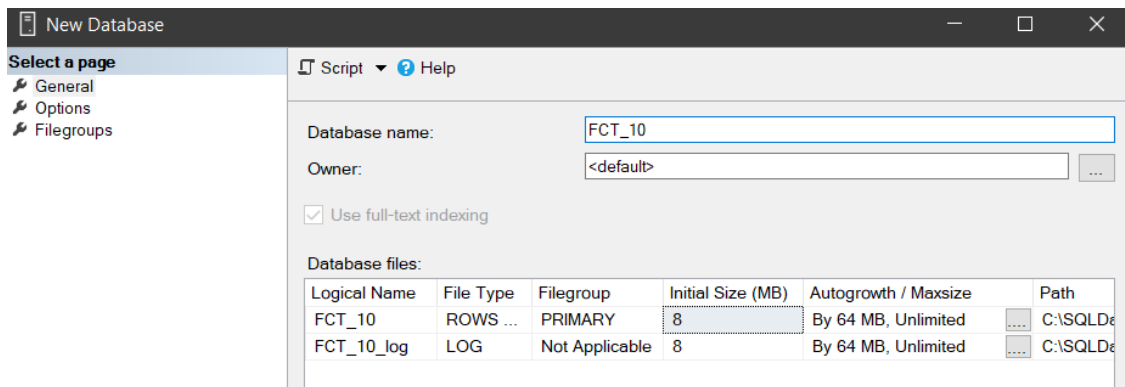 New Database
Select a page
General
Options
Filegroups
Script Help
Database name: FCT_10
Owner: <default> ...
Use full-text indexing
Database files:
Logical Name File Type Filegroup Initial Size (MB) Autogrowth / Maxsize Path
FCT_10 ROWS ... PRIMARY 8 By 64 MB, Unlimited .... C:\SQLDa
FCT_10_log LOG Not Applicable 8 By 64 MB, Unlimited .... C:\SQLDa